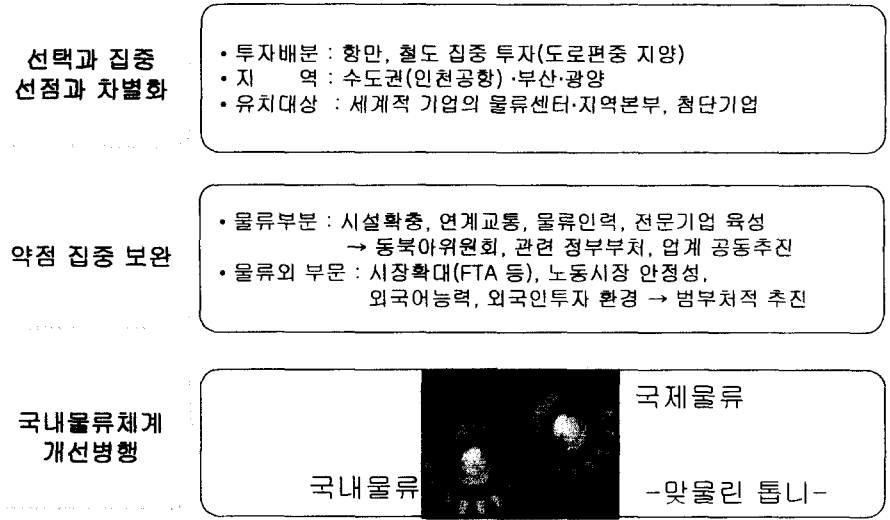 선택과 집중
선점과 차별화
• 투자배분 : 항만, 철도 집중 투자(도로편중 지양)
• 지 역 : 수도권(인천공항)·부산·광양
• 유치대상 : 세계적 기업의 물류센터·지역본부, 첨단기업
약점 집중 보완
• 물류부분 : 시설확충, 연계교통, 물류인력, 전문기업 육성
→ 동북아위원회, 관련 정부부처, 업계 공동추진
• 물류외 부문 : 시장확대(FTA 등), 노동시장 안정성,
외국어능력, 외국인투자 환경 → 범부처적 추진
국내물류체계
개선병행
국제물류
국내물류
-맞물린 톱니-